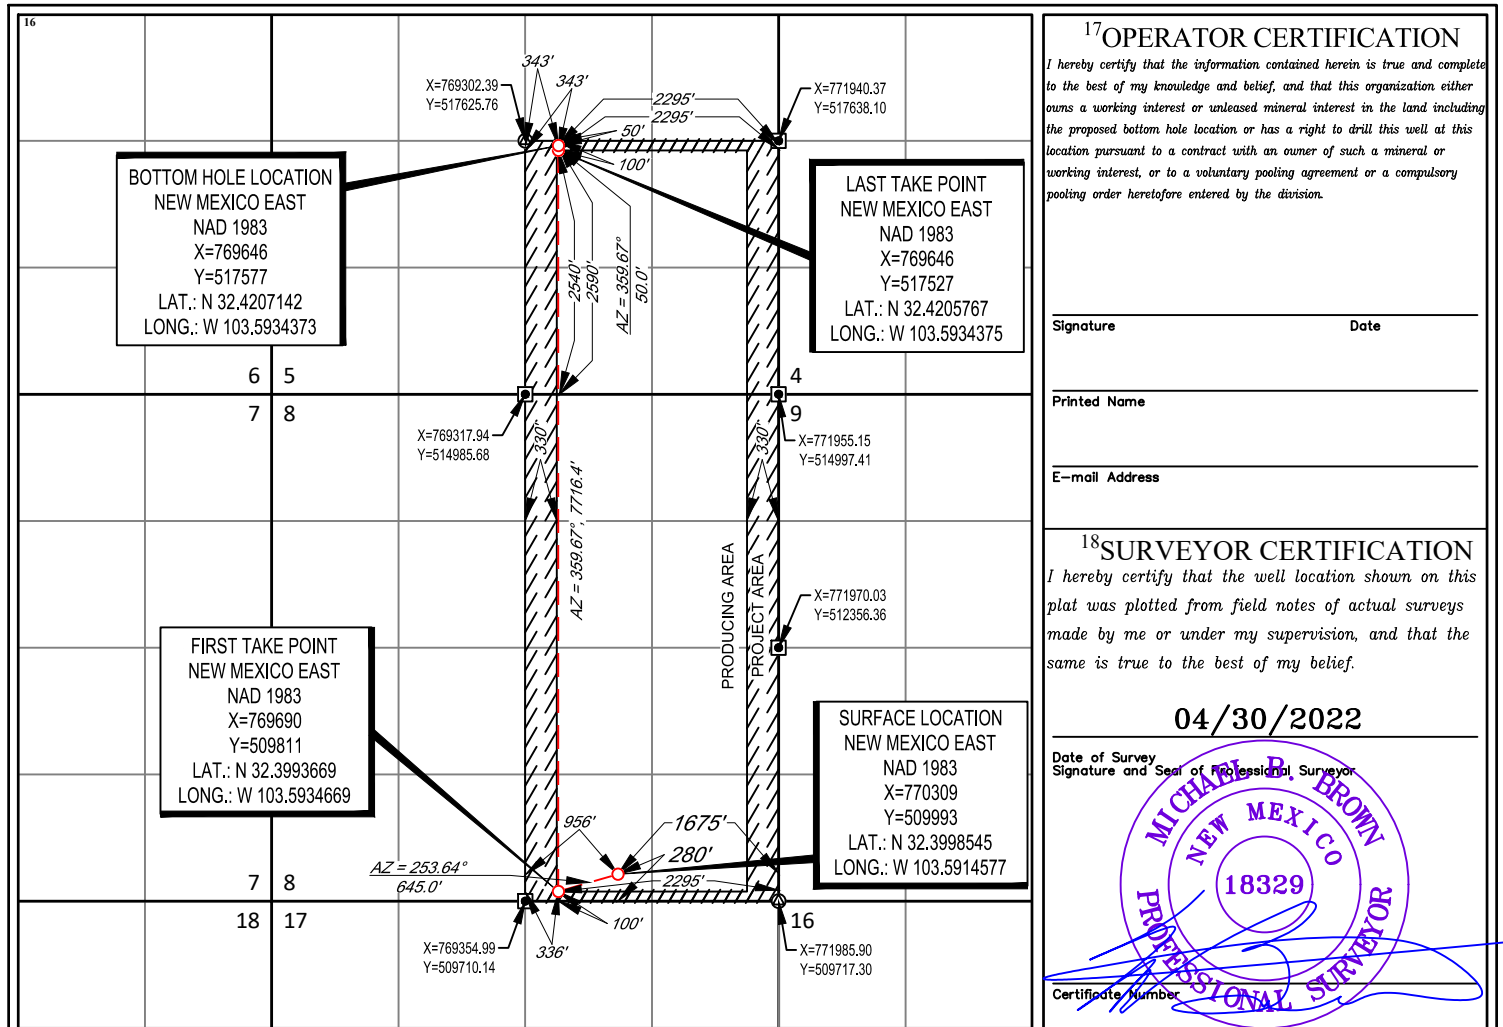 16
343'
343'
X=769302.39
Y=517625.76
X=771940.37
Y=517638.10
2295'
2295'
50'
100'
BOTTOM HOLE LOCATION
NEW MEXICO EAST
NAD 1983
X=769646
Y=517577
LAT.: N 32.4207142
LONG.: W 103.5934373
LAST TAKE POINT
NEW MEXICO EAST
NAD 1983
X=769646
Y=517527
LAT.: N 32.4205767
LONG.: W 103.5934375
2540'
2590'
AZ = 359.67°
50.0'
6 5
7 8
4
9
X=769317.94
Y=514985.68
X=771955.15
Y=514997.41
330'
330'
AZ = 359.67°, 7716.4'
PRODUCING AREA
PROJECT AREA
X=771970.03
Y=512356.36
FIRST TAKE POINT
NEW MEXICO EAST
NAD 1983
X=769690
Y=509811
LAT.: N 32.3993669
LONG.: W 103.5934669
SURFACE LOCATION
NEW MEXICO EAST
NAD 1983
X=770309
Y=509993
LAT.: N 32.3998545
LONG.: W 103.5914577
956'
1675'
280'
2295'
AZ = 253.64°
645.0'
7 8
18 17
16
100'
336'
X=769354.99
Y=509710.14
X=771985.90
Y=509717.30
17OPERATOR CERTIFICATION
I hereby certify that the information contained herein is true and complete
to the best of my knowledge and belief, and that this organization either
owns a working interest or unleased mineral interest in the land including
the proposed bottom hole location or has a right to drill this well at this
location pursuant to a contract with an owner of such a mineral or
working interest, or to a voluntary pooling agreement or a compulsory
pooling order heretofore entered by the division.
Signature Date
Printed Name
E-mail Address
18SURVEYOR CERTIFICATION
I hereby certify that the well location shown on this
plat was plotted from field notes of actual surveys
made by me or under my supervision, and that the
same is true to the best of my belief.
04/30/2022
Date of Survey
Signature and Seal of Professional Surveyor
MICHAEL B. BROWN
NEW MEXICO
18329
PROFESSIONAL SURVEYOR
Certificate Number